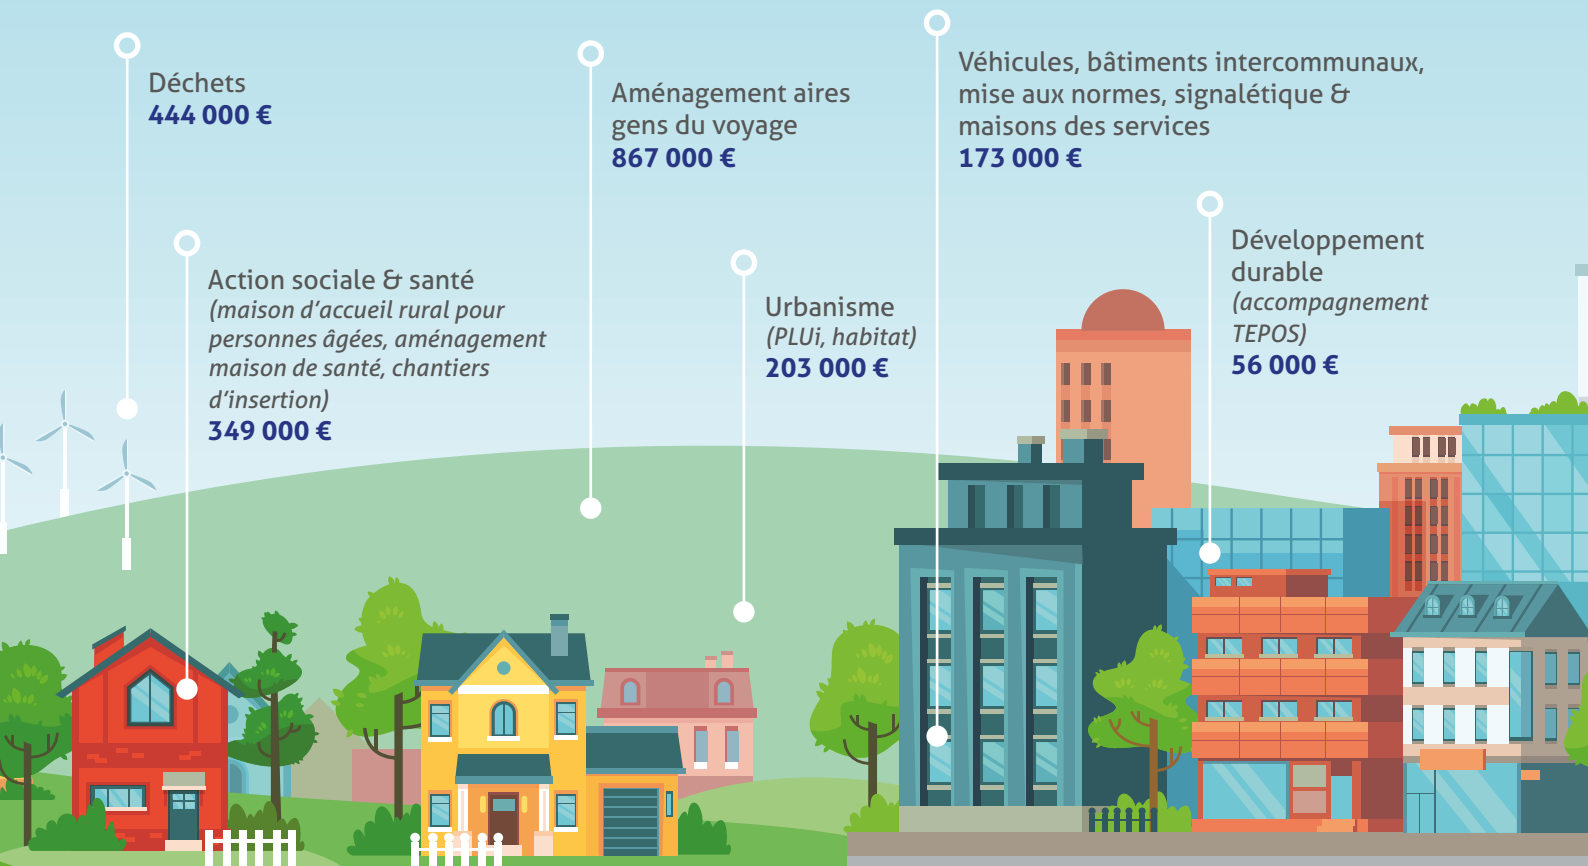 Déchets
444 000 €
Aménagement aires
gens du voyage
867 000 €
Véhicules, bâtiments intercommunaux,
mise aux normes, signalétique &
maisons des services
173 000 €
Action sociale & santé
(maison d’accueil rural pour
personnes âgées, aménagement
maison de santé, chantiers
d’insertion)
349 000 €
Urbanisme
(PLUi, habitat)
203 000 €
Développement
durable
(accompagnement
TEPOS)
56 000 €